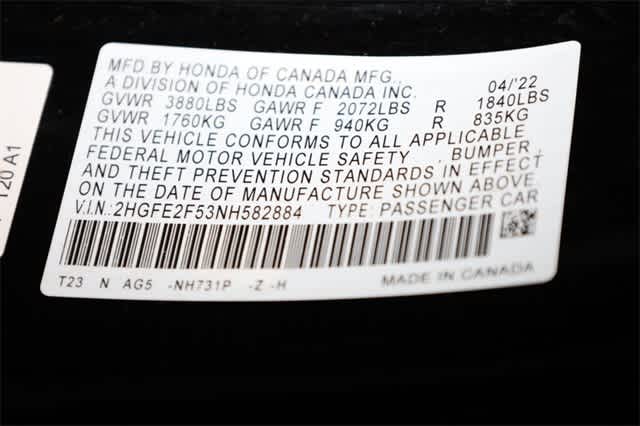 MFD.BY HONDA OF CANADA MFG.,
A DIVISION OF HONDA CANADA INC. 04/'22
GVWR 3880LBS GAWR F 2072LBS R 1840LBS
GVWR 1760KG GAWR F 940KG R 835KG
THIS VEHICLE CONFORMS TO ALL APPLICABLE
FEDERAL MOTOR VEHICLE SAFETY , BUMPER,
AND THEFT PREVENTION STANDARDS IN EFFECT
ON THE DATE OF MANUFACTURE SHOWN ABOVE.
V.I.N.:2HGFE2F53NH582884 TYPE: PASSENGER CAR
T23 N AG5 -NH731P -Z -H MADE IN CANADA
T20 A1